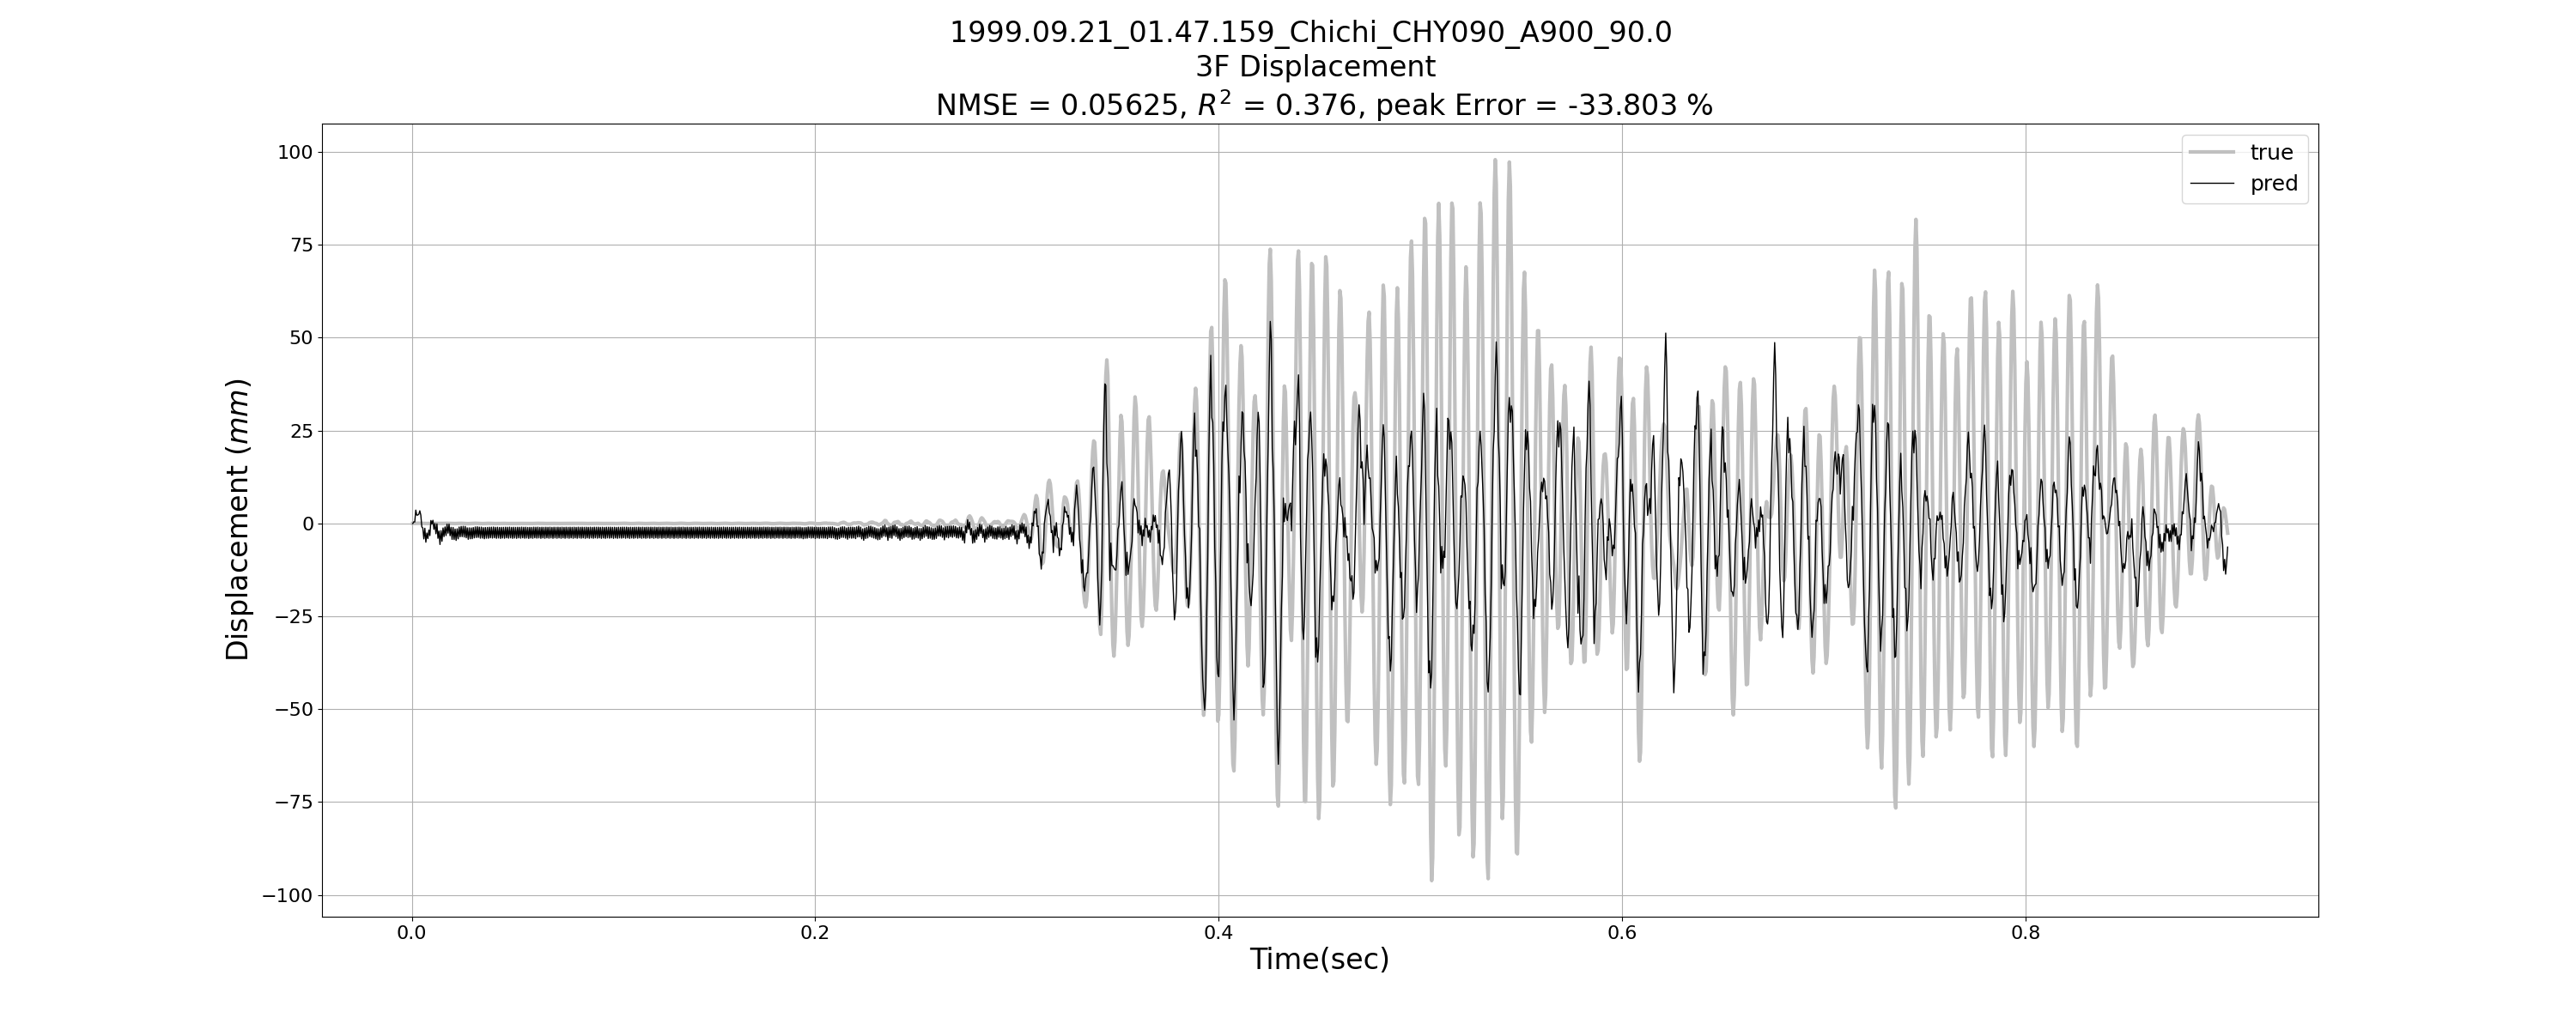 1999.09.21_01.47.159_Chichi_CHY090_A900_90.0
3F Displacement
NMSE = 0.05625, R² = 0.376, peak Error = -33.803 %
true
pred
Displacement (mm)
100
75
50
25
0
−25
−50
−75
−100
0.0 0.2 0.4 0.6 0.8
Time(sec)